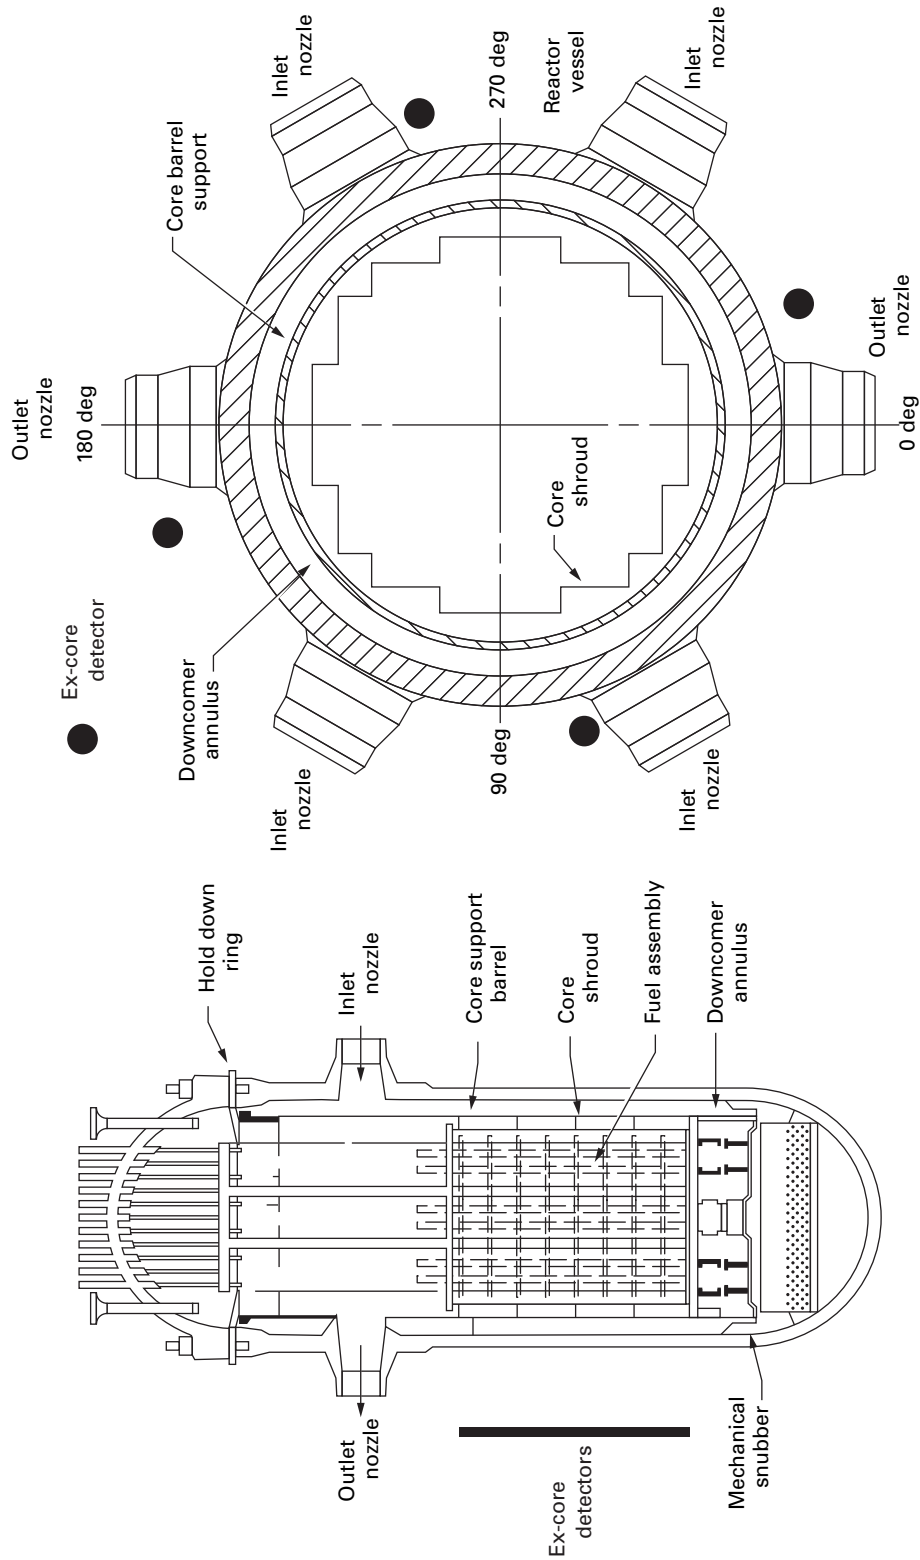 Outlet
nozzle
180 deg
Ex-core
detector
Inlet
nozzle
Core barrel
support
270 deg
Reactor
vessel
Inlet
nozzle
Downcomer
annulus
Core
shroud
Outlet
nozzle
0 deg
90 deg
Inlet
nozzle
Inlet
nozzle
Hold down
ring
Inlet
nozzle
Core support
barrel
Core
shroud
Fuel assembly
Downcomer
annulus
Outlet
nozzle
Ex-core
detectors
Mechanical
snubber